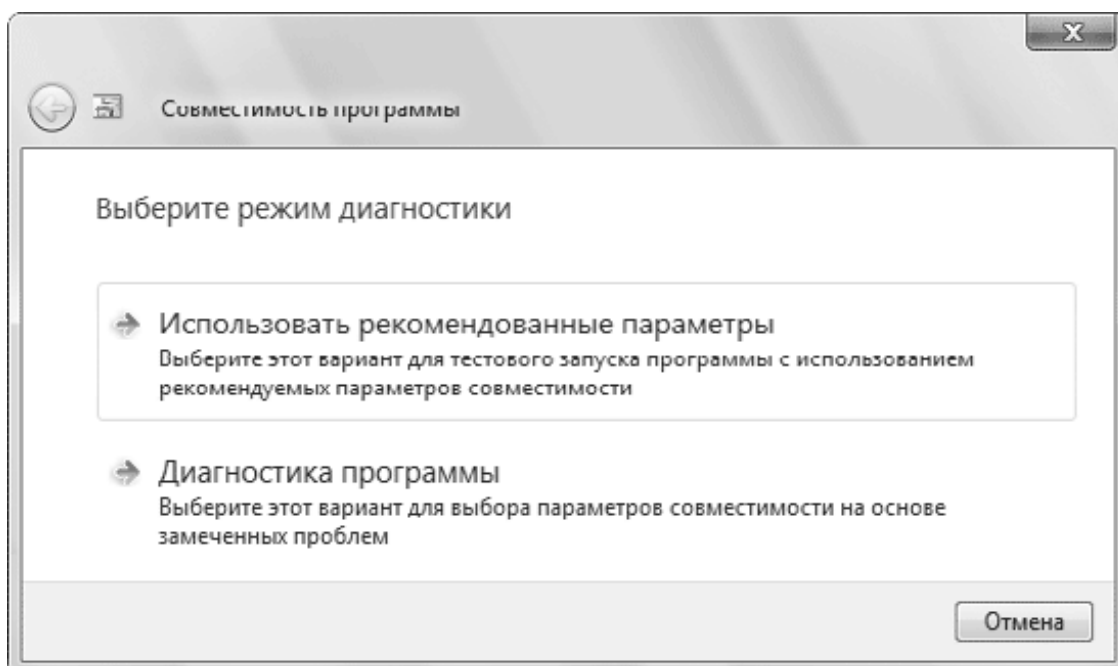 Совместимость программы
Выберите режим диагностики
Использовать рекомендованные параметры
Выберите этот вариант для тестового запуска программы с использованием
рекомендуемых параметров совместимости
Диагностика программы
Выберите этот вариант для выбора параметров совместимости на основе
замеченных проблем
Отмена